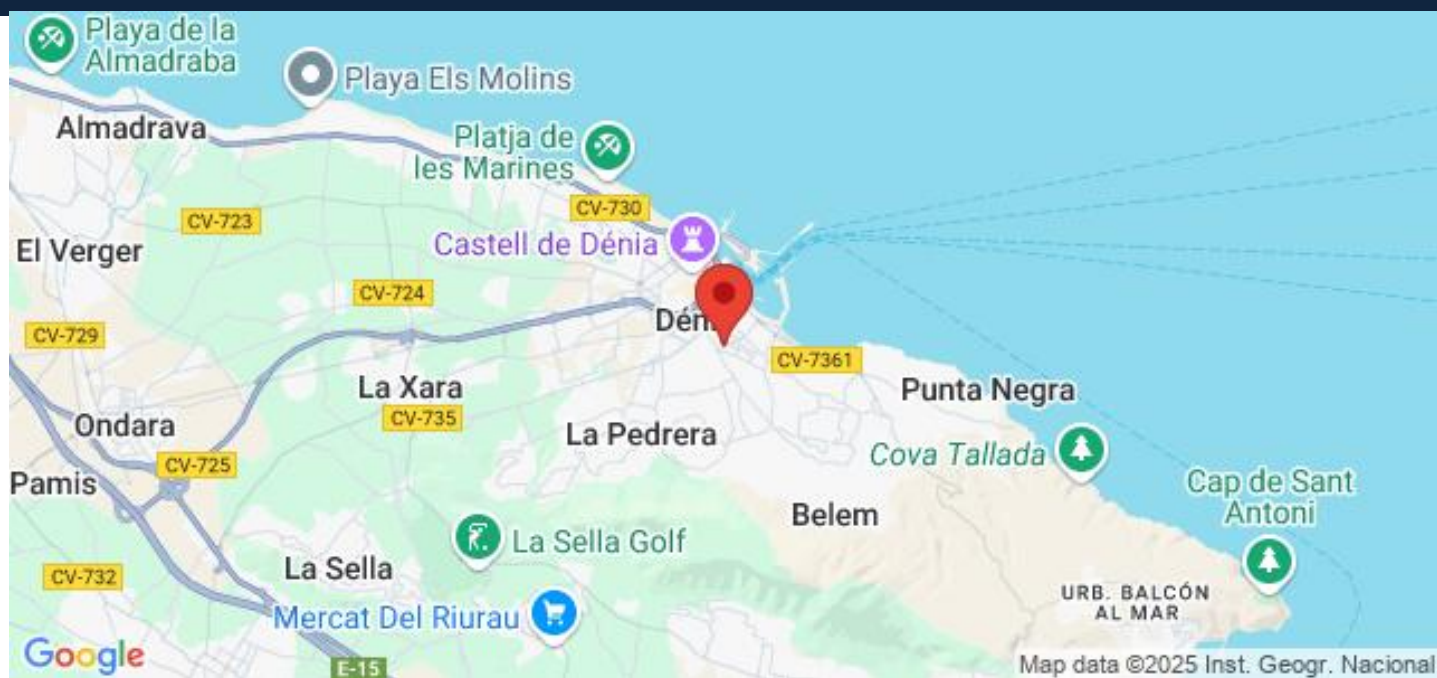 Playa de la
Almadraba
Playa Els Molins
Almadrava
Platja de
les Marines
CV-730
CV-723
Castell de Dénia
El Verger
CV-724
CV-729
CV-7361
La Xara
Punta Negra
CV-735
Ondara
La Pedrera
Cova Tallada
CV-725
Pamis
Cap de Sant
Antoni
Belem
La Sella Golf
La Sella
CV-732
URB. BALCÓN
AL MAR
Mercat Del Riurau
Google
E-15
Map data ©2025 Inst. Geogr. Nacional